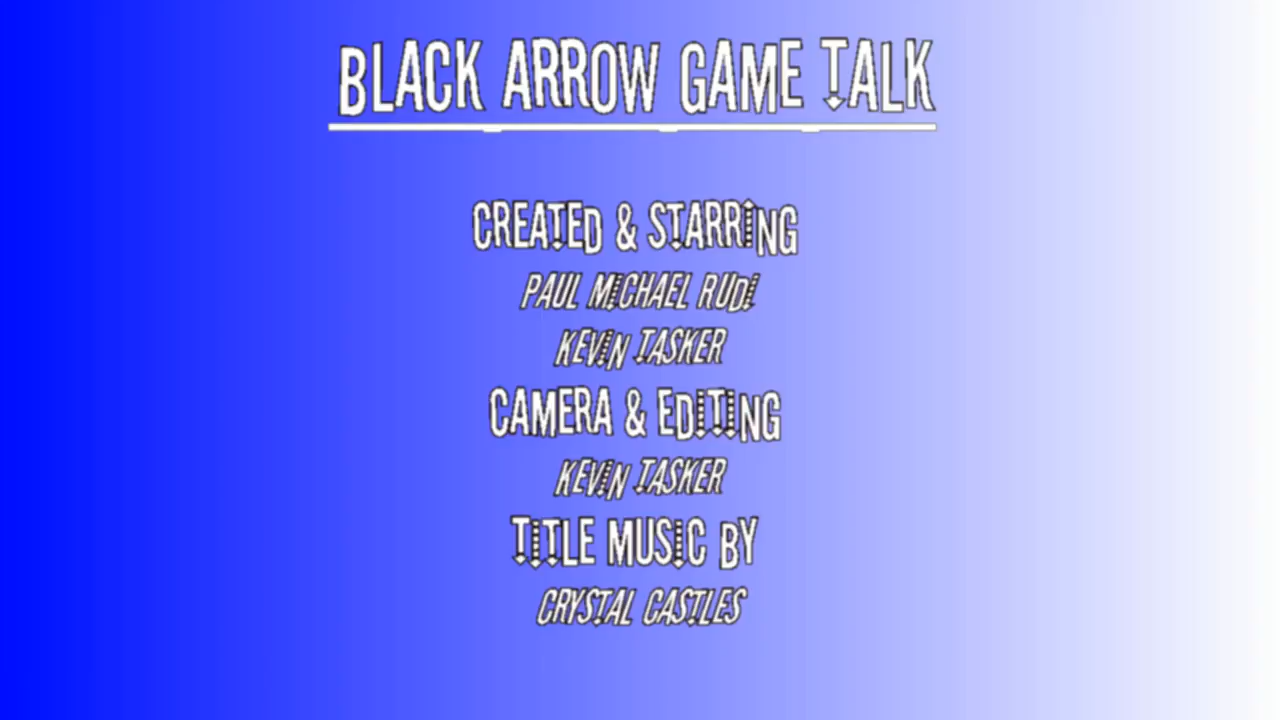 BLACK ARROW GAME TALK
CREATED & STARRING
PAUL MICHAEL RUDI
KEVIN TASKER
CAMERA & EDITING
KEVIN TASKER
TITLE MUSIC BY
CRYSTAL CASTLES